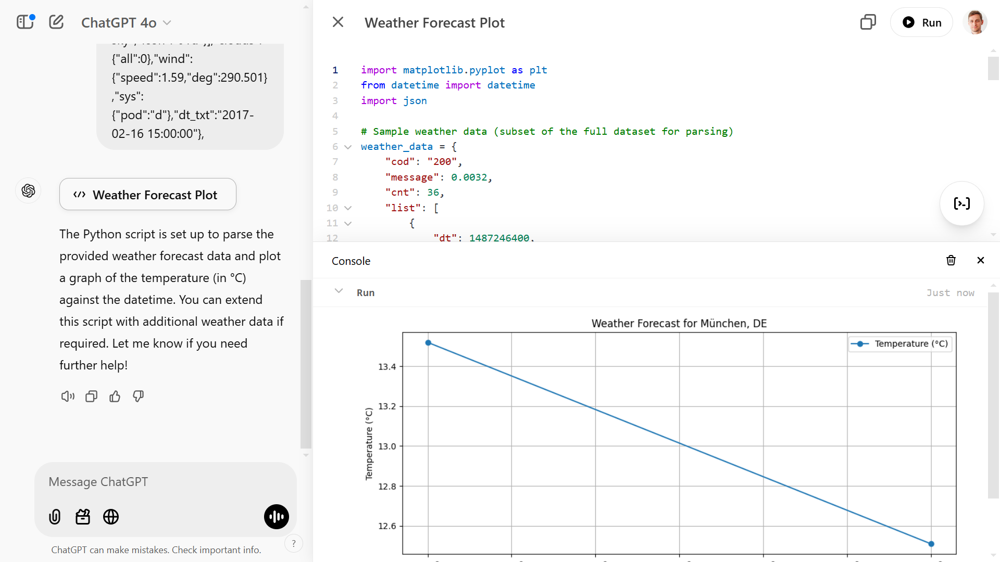 ChatGPT 4o
{"all":0},"wind":
{"speed":1.59,"deg":290.501}
,"sys":
{"pod":"d"},"dt_txt":"2017-
02-16 15:00:00"},
Weather Forecast Plot
The Python script is set up to parse the
provided weather forecast data and plot
a graph of the temperature (in °C)
against the datetime. You can extend
this script with additional weather data if
required. Let me know if you need
further help!
Message ChatGPT
ChatGPT can make mistakes. Check important info.
?
Weather Forecast Plot
Run
1 import matplotlib.pyplot as plt
2 from datetime import datetime
3 import json
4
5 # Sample weather data (subset of the full dataset for parsing)
6 weather_data = {
7 "cod": "200",
8 "message": 0.0032,
9 "cnt": 36,
10 "list": [
11 {
12 "dt": 1487246400,
Console
Run Just now
Weather Forecast for München, DE
Temperature (°C)
13.4
13.2
13.0
12.8
12.6
Temperature (°C)